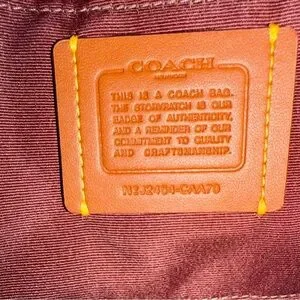 COACH
THIS IS A COACH BAG.
THE STORYPATCH IS OUR
BADGE OF AUTHENTICITY,
AND A REMINDER OF OUR
COMMITMENT TO QUALITY
AND CRAFTSMANSHIP.